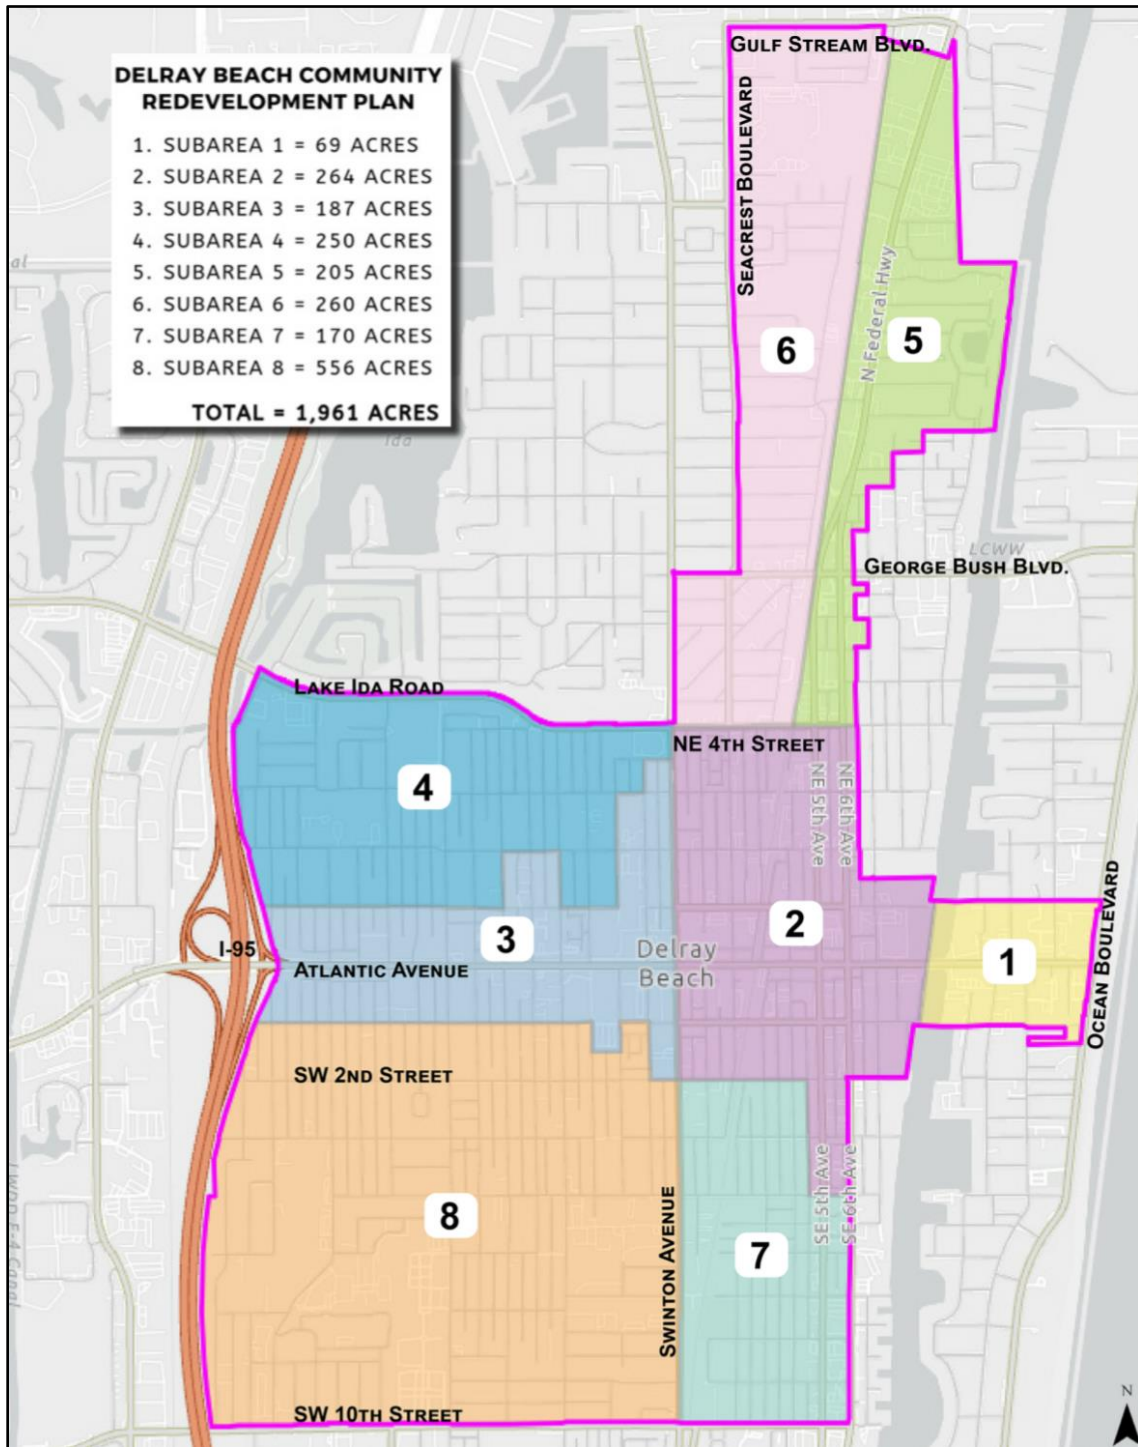 GULF STREAM BLVD.
DELRAY BEACH COMMUNITY
REDEVELOPMENT PLAN
1. SUBAREA 1 = 69 ACRES
2. SUBAREA 2 = 264 ACRES
3. SUBAREA 3 = 187 ACRES
4. SUBAREA 4 = 250 ACRES
5. SUBAREA 5 = 205 ACRES
6. SUBAREA 6 = 260 ACRES
7. SUBAREA 7 = 170 ACRES
8. SUBAREA 8 = 556 ACRES
TOTAL = 1,961 ACRES
SEACREST BOULEVARD
al
Ida
N Federal Hwy
6
5
LCWW
GEORGE BUSH BLVD.
LAKE IDA ROAD
NE 4TH STREET
4
NE 5th Ave
NE 6th Ave
3
2
1
I-95
Delray
Beach
ATLANTIC AVENUE
OCEAN BOULEVARD
SW 2ND STREET
LWDD E-4 Canal
8
SWINTON AVENUE
7
SE 5th Ave
SE 6th Ave
SW 10TH STREET
N